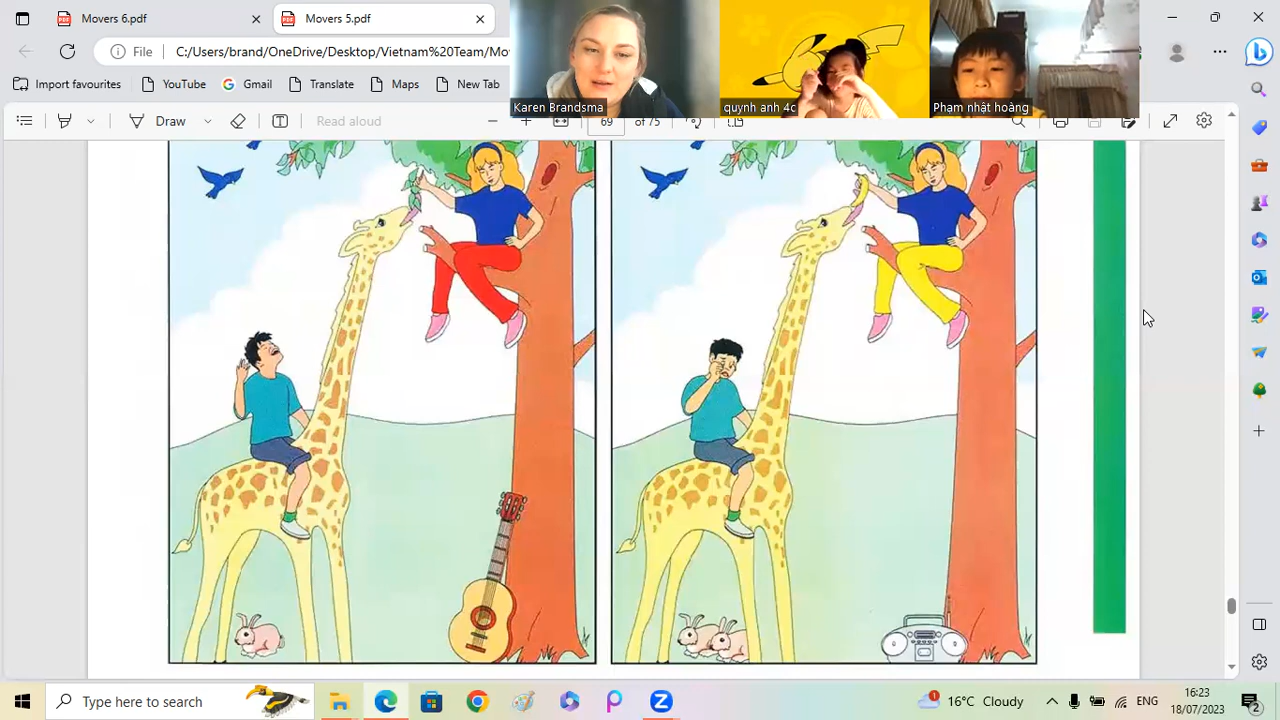 Movers 6.pdf
Movers 5.pdf
File
C:/Users/brand/OneDrive/Desktop/Vietnam%20Team/Mo
Import favourites
YouTube
Gmail
Translate
Maps
New Tab
Karen Brandsma
quynh anh 4c
Phạm nhật hoàng
Draw
Read aloud
69
of 75
Type here to search
16°C Cloudy
ENG
16:23
18/07/2023